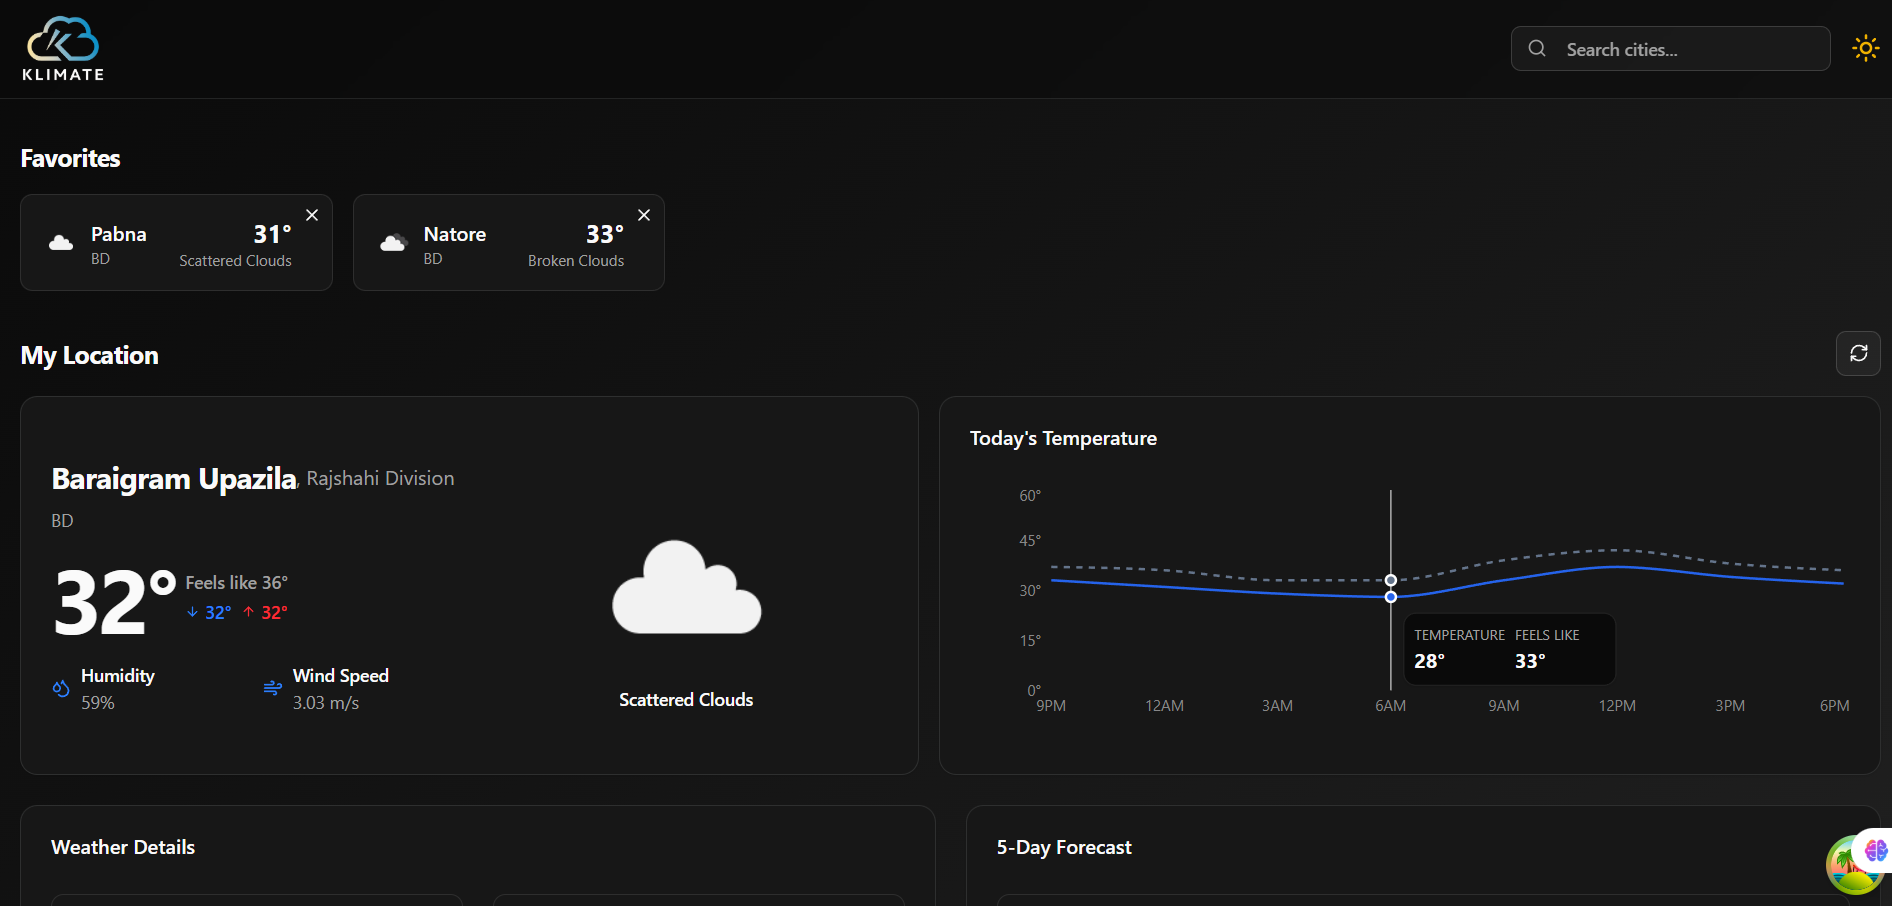 KLIMATE
Search cities...
Favorites
Pabna 31°
BD Scattered Clouds
Natore 33°
BD Broken Clouds
My Location
Baraigram Upazila, Rajshahi Division
BD
32° Feels like 36°
↓ 32° ↑ 32°
Humidity
59%
Wind Speed
3.03 m/s
Scattered Clouds
Today's Temperature
60°
45°
30°
15°
0°
TEMPERATURE FEELS LIKE
28° 33°
9PM 12AM 3AM 6AM 9AM 12PM 3PM 6PM
Weather Details
5-Day Forecast